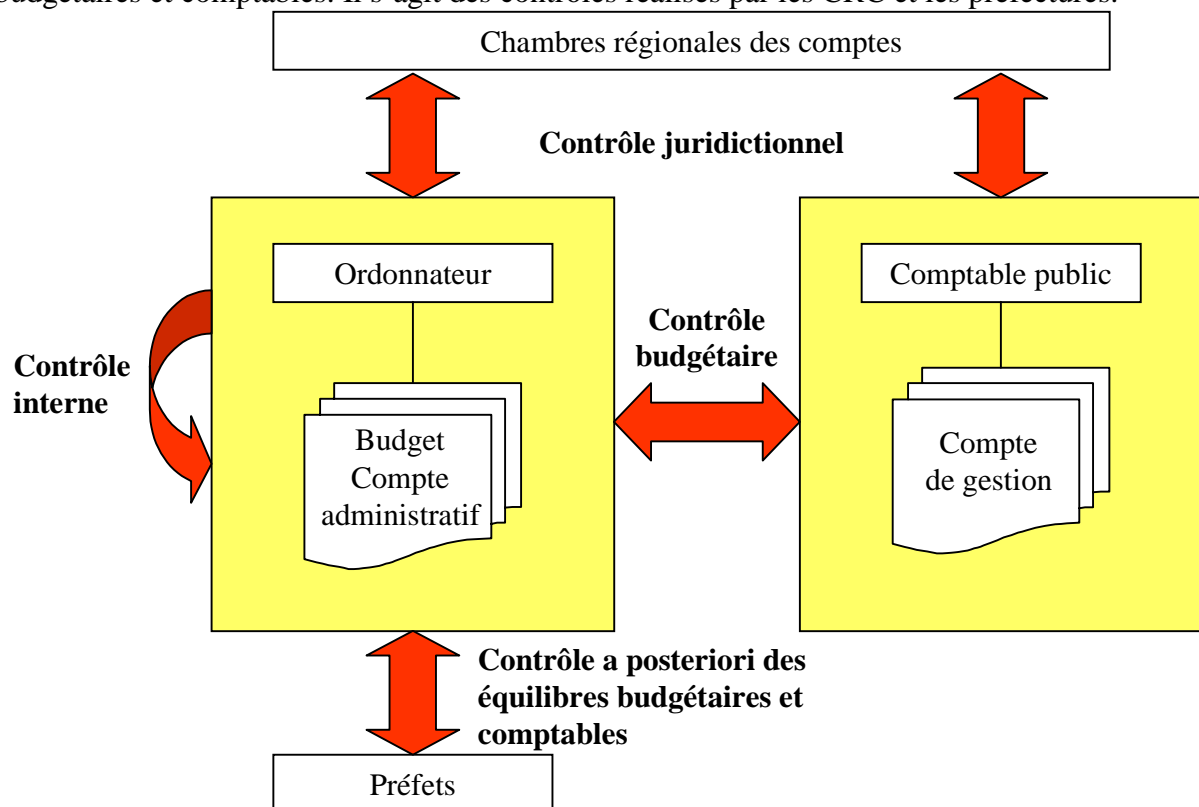 budgétaires et comptables. Il s'agit des contrôles réalisés par les CRC et les préfectures.
Chambres régionales des comptes
Contrôle juridictionnel
Ordonnateur
Comptable public
Contrôle
budgétaire
Contrôle
interne
Budget
Compte
administratif
Compte
de gestion
Contrôle a posteriori des
équilibres budgétaires et
comptables
Préfets